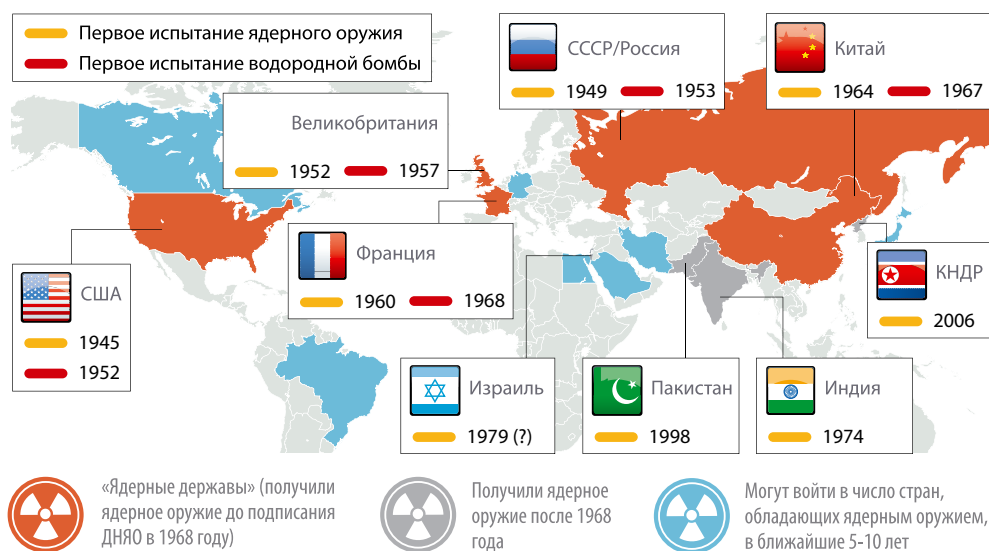 Первое испытание ядерного оружия
Первое испытание водородной бомбы
СССР/Россия
1949 1953
Китай
1964 1967
Великобритания
1952 1957
Франция
1960 1968
США
1945
1952
КНДР
2006
Израиль
1979 (?)
Пакистан
1998
Индия
1974
«Ядерные державы» (получили
ядерное оружие до подписания
ДНЯО в 1968 году)
Получили ядерное
оружие после 1968
года
Могут войти в число стран,
обладающих ядерным оружием,
в ближайшие 5-10 лет